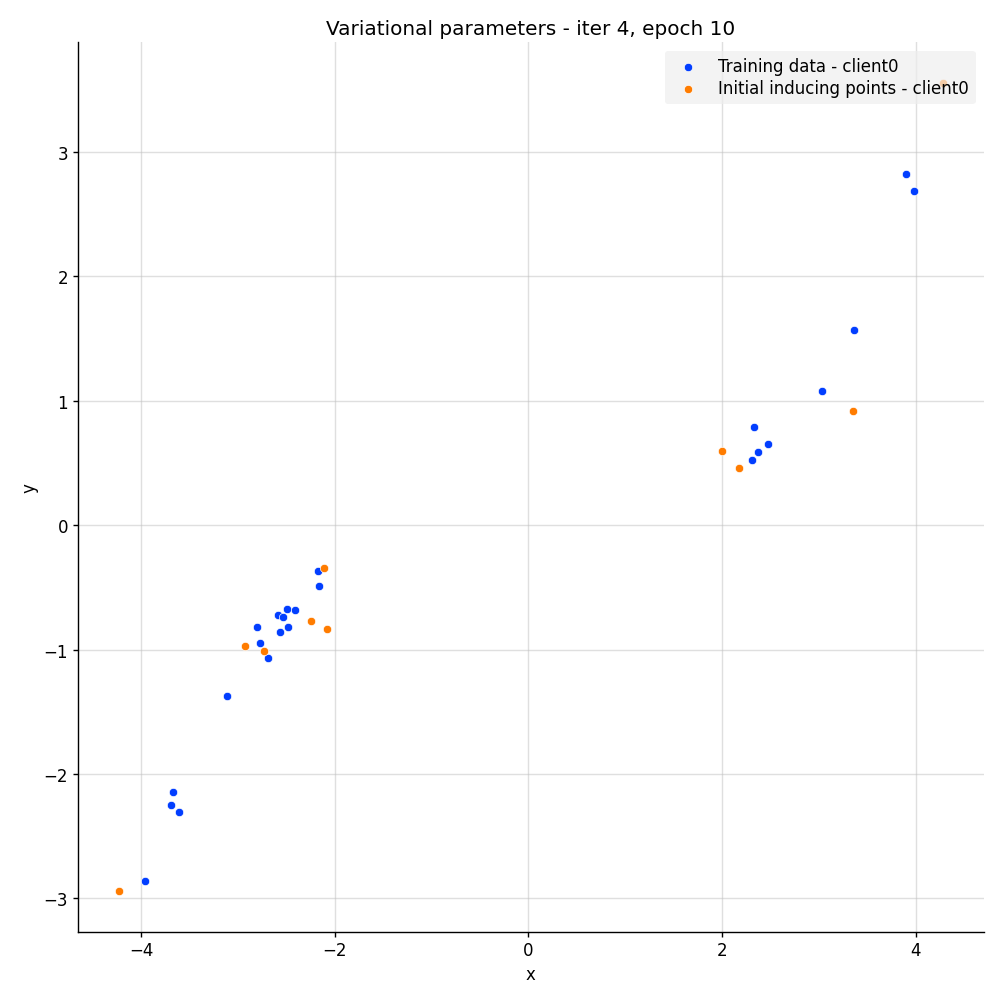 Variational parameters - iter 4, epoch 10
Training data - client0
Initial inducing points - client0
3
2
1
0
−1
−2
−3
y
−4 −2 0 2 4
x